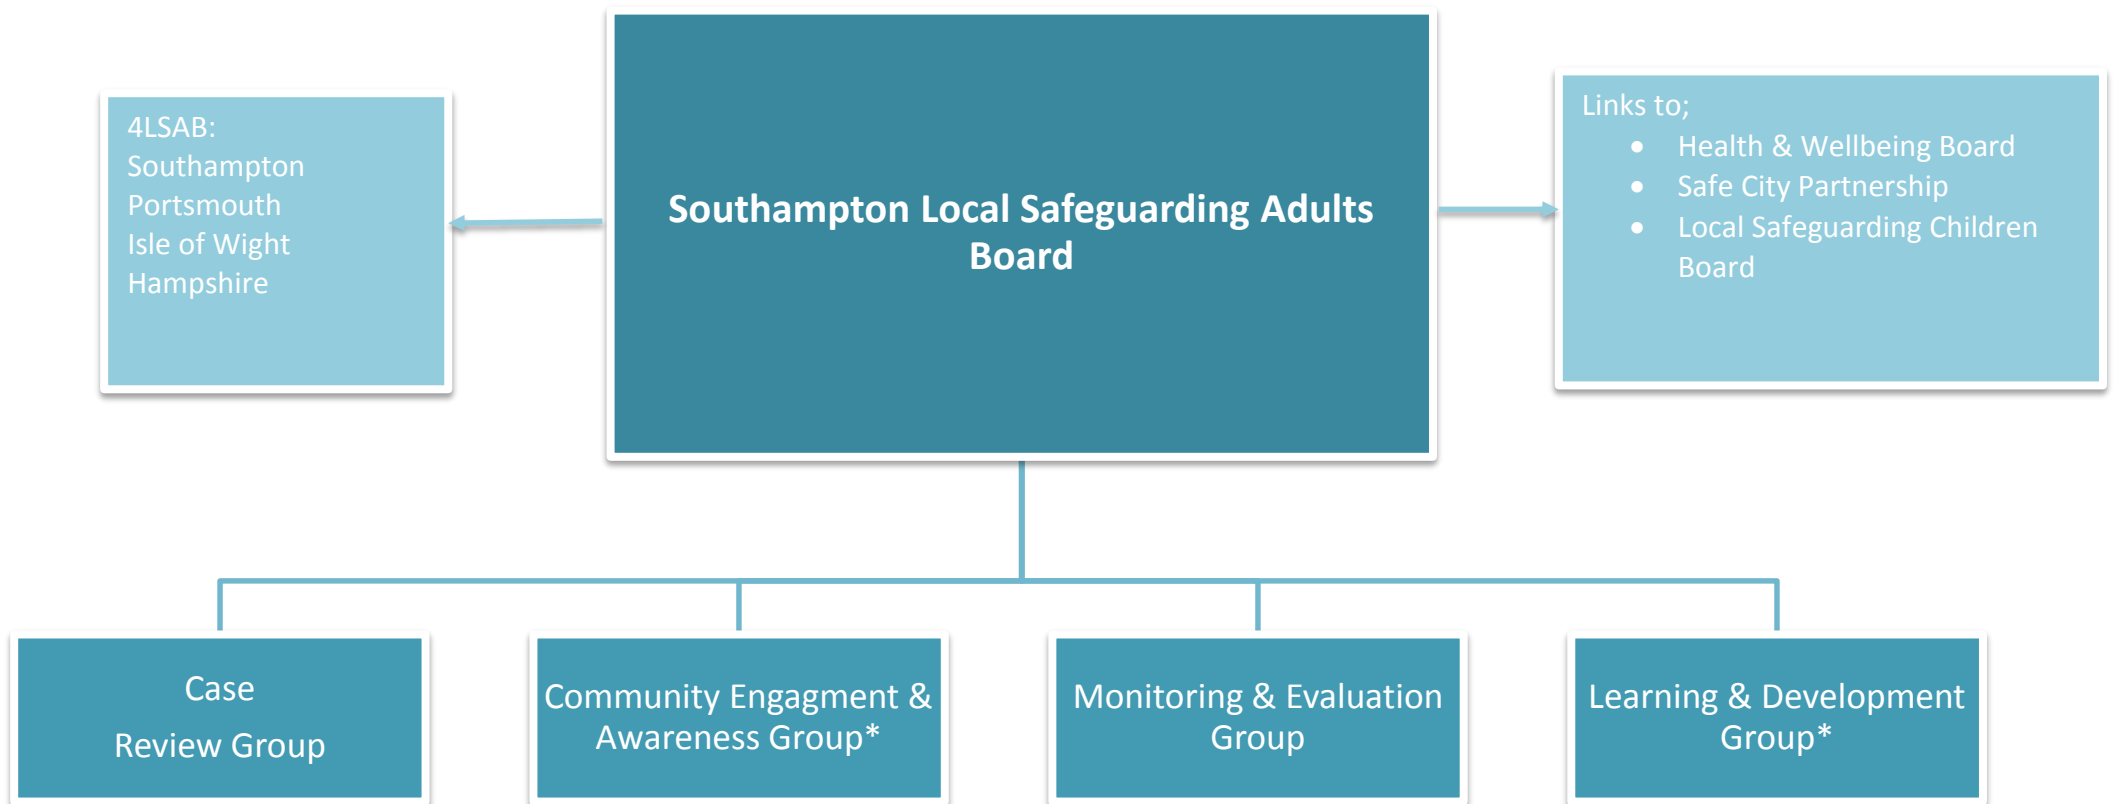 4LSAB:
Southampton
Portsmouth
Isle of Wight
Hampshire
Southampton Local Safeguarding Adults
Board
Links to;
• Health & Wellbeing Board
• Safe City Partnership
• Local Safeguarding Children
Board
Case
Review Group
Community Engagment &
Awareness Group*
Monitoring & Evaluation
Group
Learning & Development
Group*